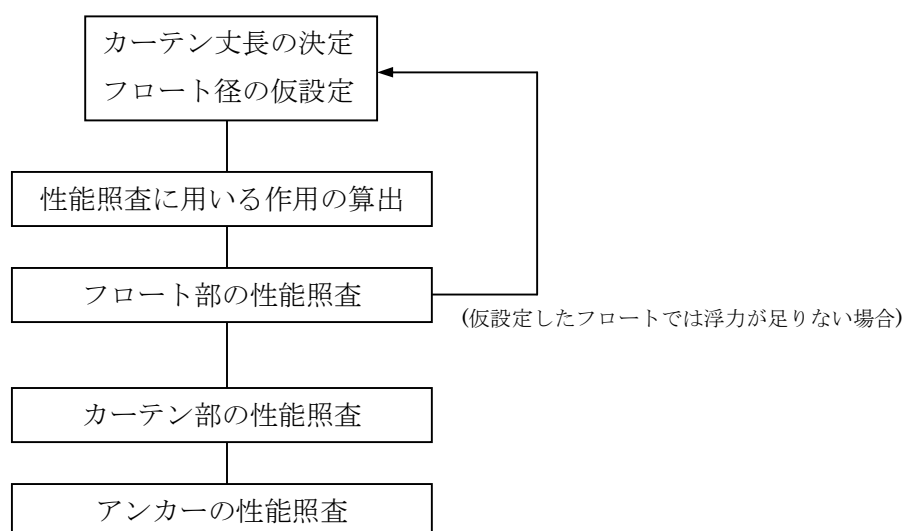 カーテン丈長の決定
フロート径の仮設定
性能照査に用いる作用の算出
フロート部の性能照査
(仮設定したフロートでは浮力が足りない場合)
カーテン部の性能照査
アンカーの性能照査